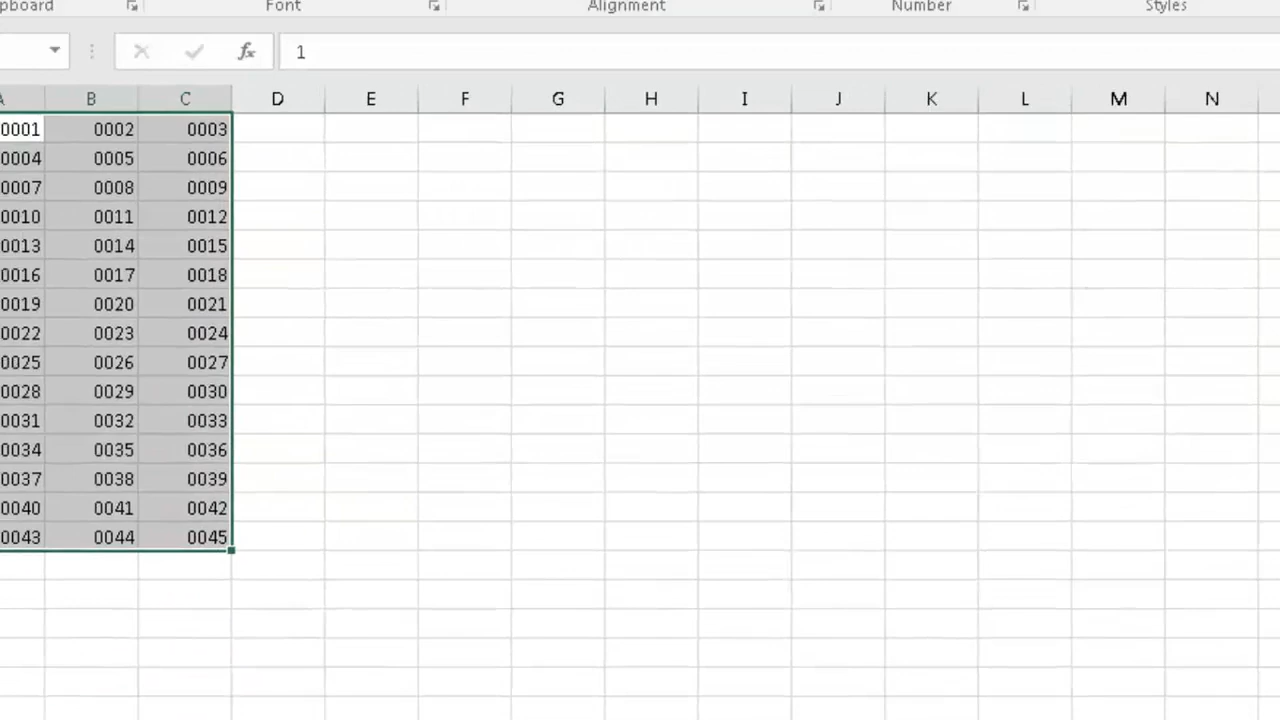 pboard Font Alignment Number Styles
fx 1
A B C D E F G H I J K L M N
0001 0002 0003
0004 0005 0006
0007 0008 0009
0010 0011 0012
0013 0014 0015
0016 0017 0018
0019 0020 0021
0022 0023 0024
0025 0026 0027
0028 0029 0030
0031 0032 0033
0034 0035 0036
0037 0038 0039
0040 0041 0042
0043 0044 0045